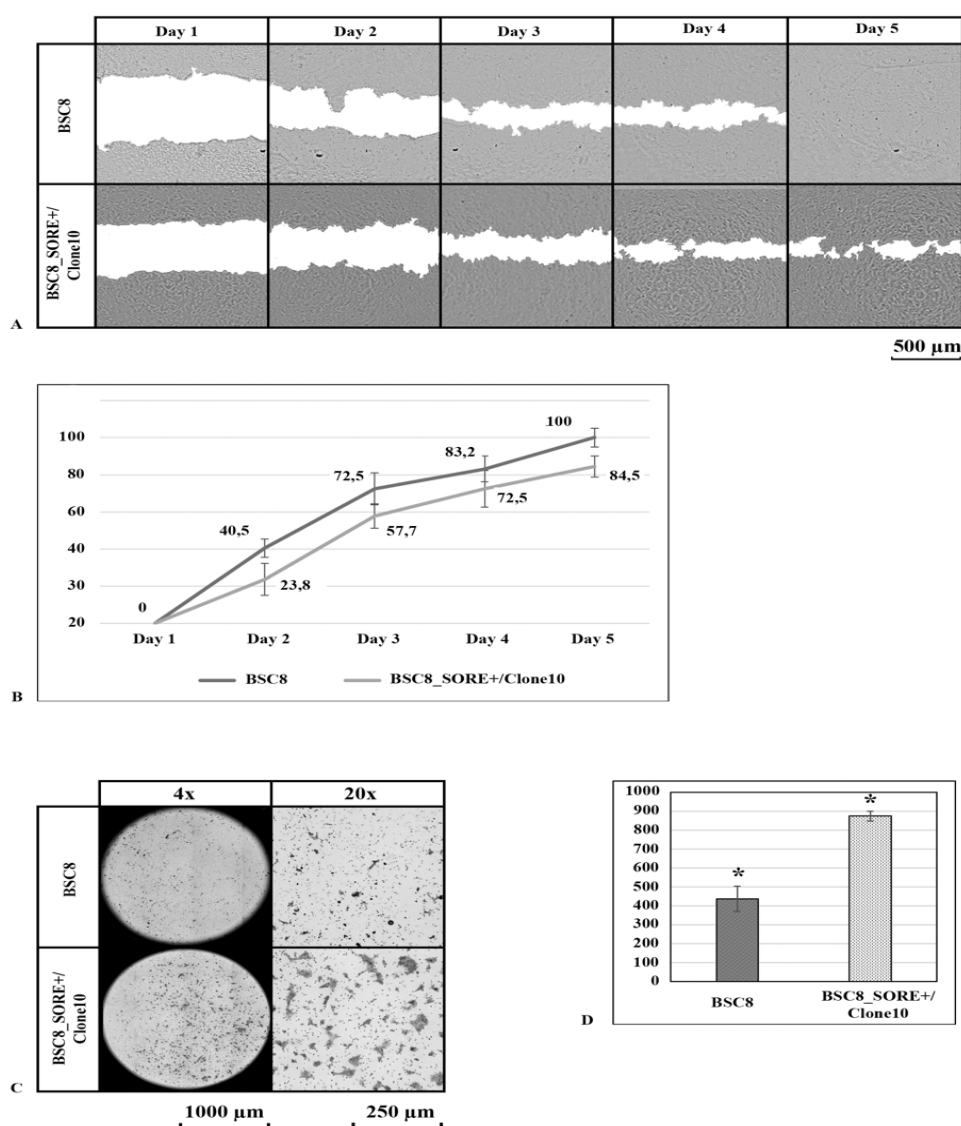 Day 1 Day 2 Day 3 Day 4 Day 5
BSC8
BSC8_SORE+/
Clone10
A
500 µm
100
80
60
40
30
20
0
40,5
72,5
83,2
100
23,8
57,7
72,5
84,5
Day 1 Day 2 Day 3 Day 4 Day 5
BSC8 BSC8_SORE+/Clone10
B
4x 20x
BSC8
BSC8_SORE+/
Clone10
C
1000 µm 250 µm
1000
900
800
700
600
500
400
300
200
100
0
*
*
BSC8 BSC8_SORE+/
Clone10
D